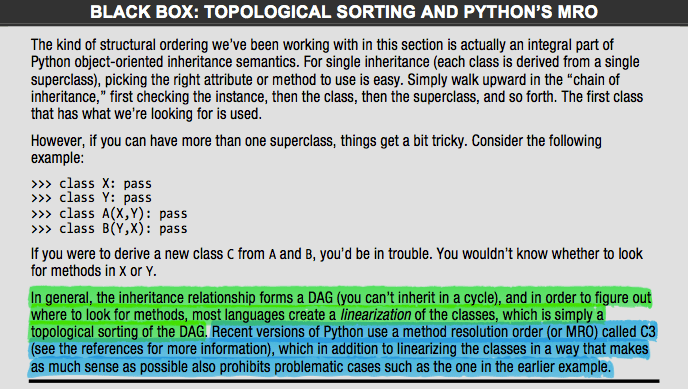 BLACK BOX: TOPOLOGICAL SORTING AND PYTHON'S MRO
The kind of structural ordering we've been working with in this section is actually an integral part of
Python object-oriented inheritance semantics. For single inheritance (each class is derived from a single
superclass), picking the right attribute or method to use is easy. Simply walk upward in the “chain of
inheritance,” first checking the instance, then the class, then the superclass, and so forth. The first class
that has what we're looking for is used.
However, if you can have more than one superclass, things get a bit tricky. Consider the following
example:
>>> class X: pass
>>> class Y: pass
>>> class A(X,Y): pass
>>> class B(Y,X): pass
If you were to derive a new class C from A and B, you'd be in trouble. You wouldn't know whether to look
for methods in X or Y.
In general, the inheritance relationship forms a DAG (you can't inherit in a cycle), and in order to figure out
where to look for methods, most languages create a linearization of the classes, which is simply a
topological sorting of the DAG. Recent versions of Python use a method resolution order (or MRO) called C3
(see the references for more information), which in addition to linearizing the classes in a way that makes
as much sense as possible also prohibits problematic cases such as the one in the earlier example.